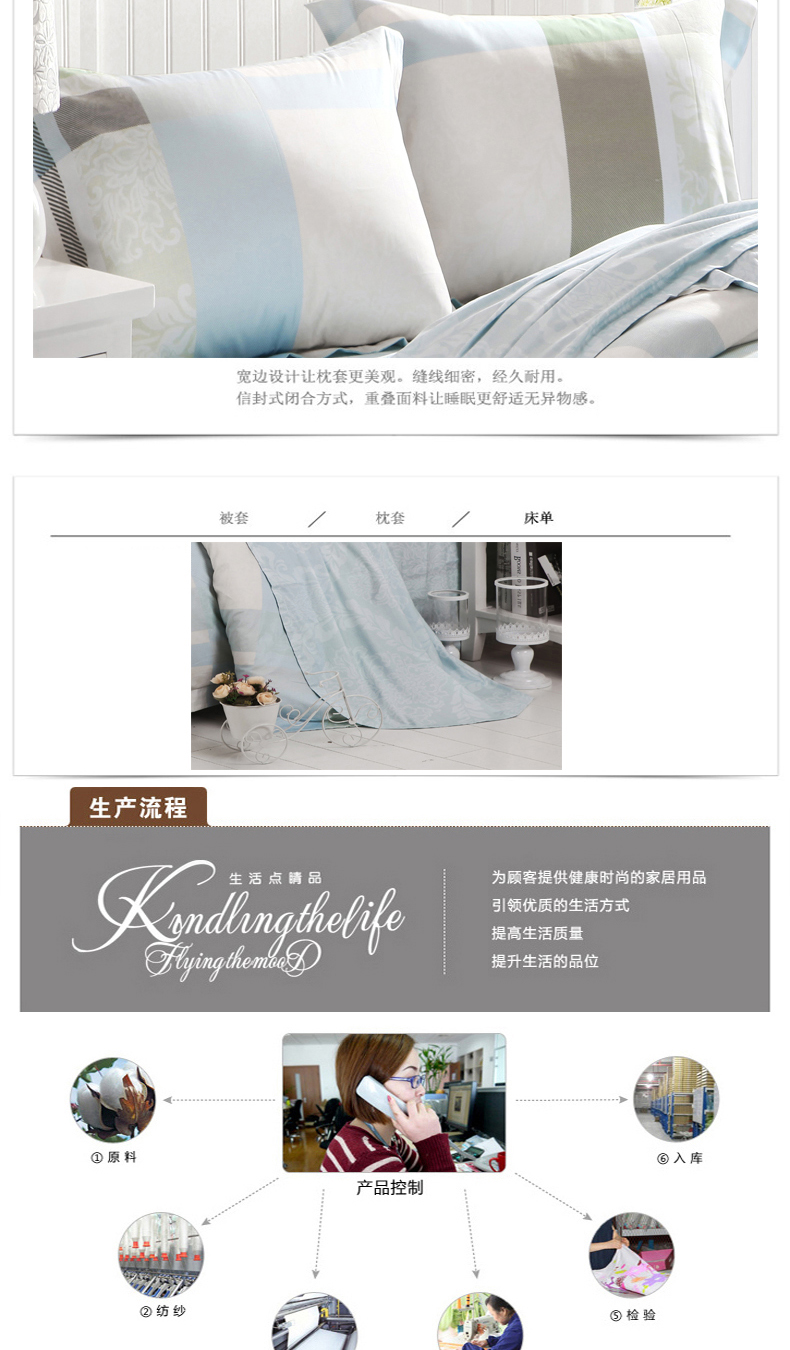 宽边设计让枕套更美观。缝线细密，经久耐用。
信封式闭合方式，重叠面料让睡眠更舒适无异物感。
被套 / 枕套 / 床单
生产流程
生活点睛品
Kindlingthelife
FlyingthemooD
为顾客提供健康时尚的家居用品
引领优质的生活方式
提高生活质量
提升生活的品位
①原料
产品控制
⑥入库
②纺纱
⑤检验